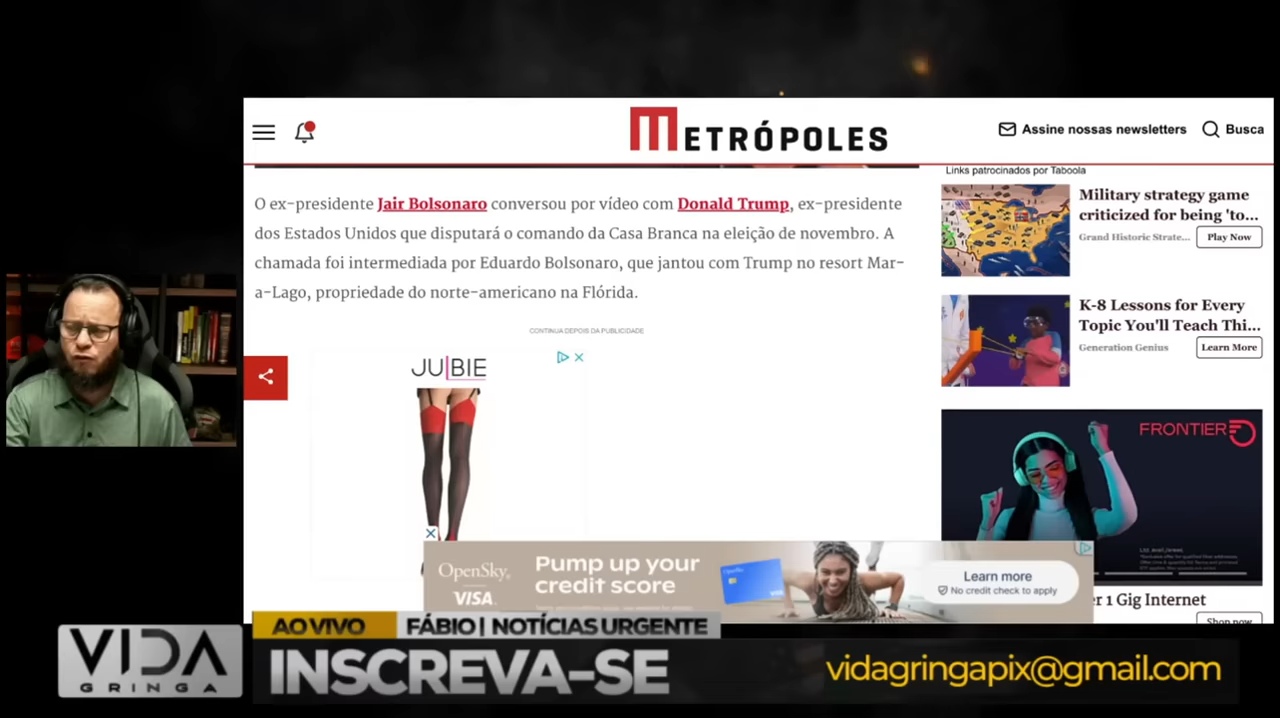 METRÓPOLES
Assine nossas newsletters
Busca
O ex-presidente Jair Bolsonaro conversou por vídeo com Donald Trump, ex-presidente
dos Estados Unidos que disputará o comando da Casa Branca na eleição de novembro. A
chamada foi intermediada por Eduardo Bolsonaro, que jantou com Trump no resort Mar-
a-Lago, propriedade do norte-americano na Flórida.
CONTINUA DEPOIS DA PUBLICIDADE
JULBIE
Links patrocinados por Taboola
Military strategy game
criticized for being 'to...
Grand Historic Strate...
Play Now
K-8 Lessons for Every
Topic You'll Teach Thi...
Generation Genius
Learn More
FRONTIER
er 1 Gig Internet
Shop now
OpenSky
VISA
Pump up your
credit score
Learn more
No credit check to apply
AO VIVO
FÁBIO | NOTÍCIAS URGENTE
VIDA
GRINGA
INSCREVA-SE
vidagringapix@gmail.com